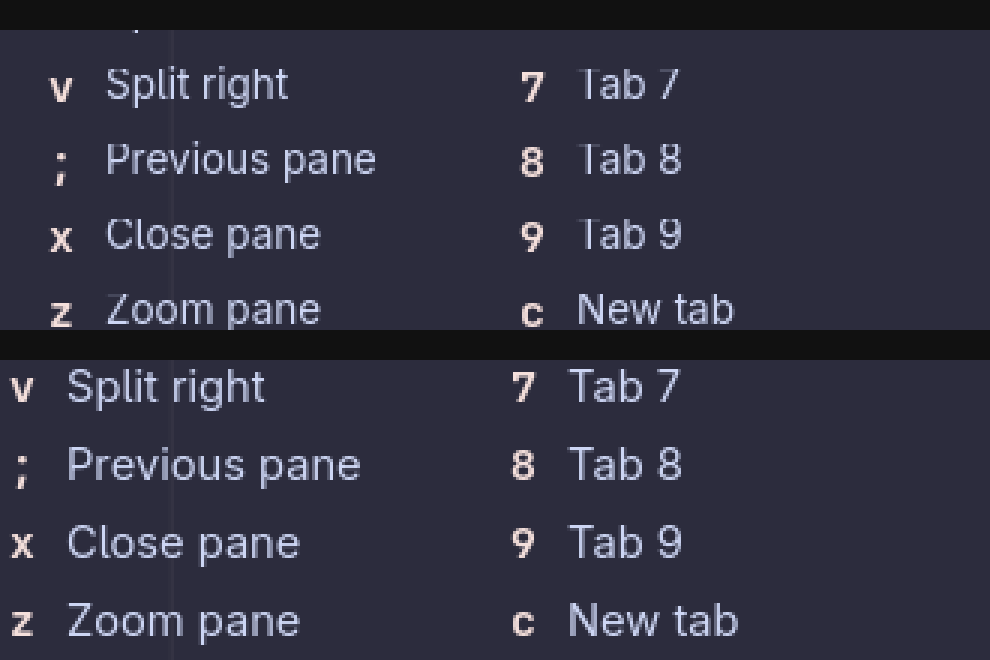 v Split right 7 Tab 7
; Previous pane 8 Tab 8
x Close pane 9 Tab 9
z Zoom pane c New tab
v Split right 7 Tab 7
; Previous pane 8 Tab 8
x Close pane 9 Tab 9
z Zoom pane c New tab